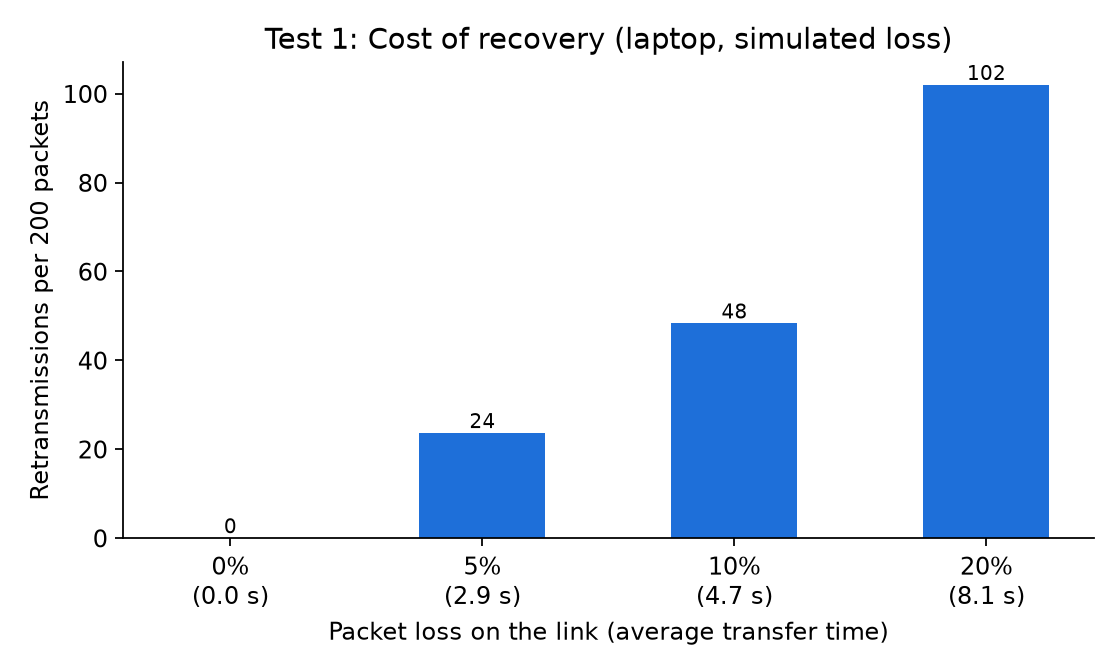 Test 1: Cost of recovery (laptop, simulated loss)
Retransmissions per 200 packets
100
80
60
40
20
0
0
24
48
102
0%
(0.0 s)
5%
(2.9 s)
10%
(4.7 s)
20%
(8.1 s)
Packet loss on the link (average transfer time)